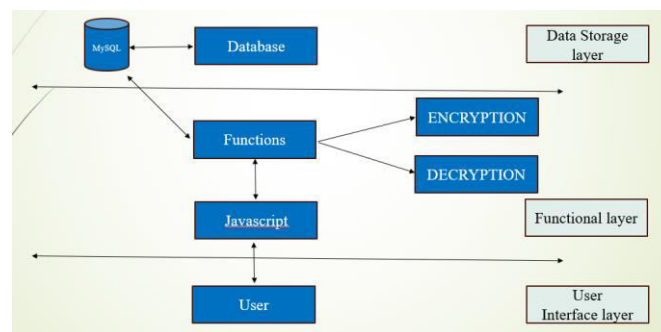 MySQL
Database
Data Storage
layer
ENCRYPTION
Functions
DECRYPTION
Javascript
Functional layer
User
User
Interface layer